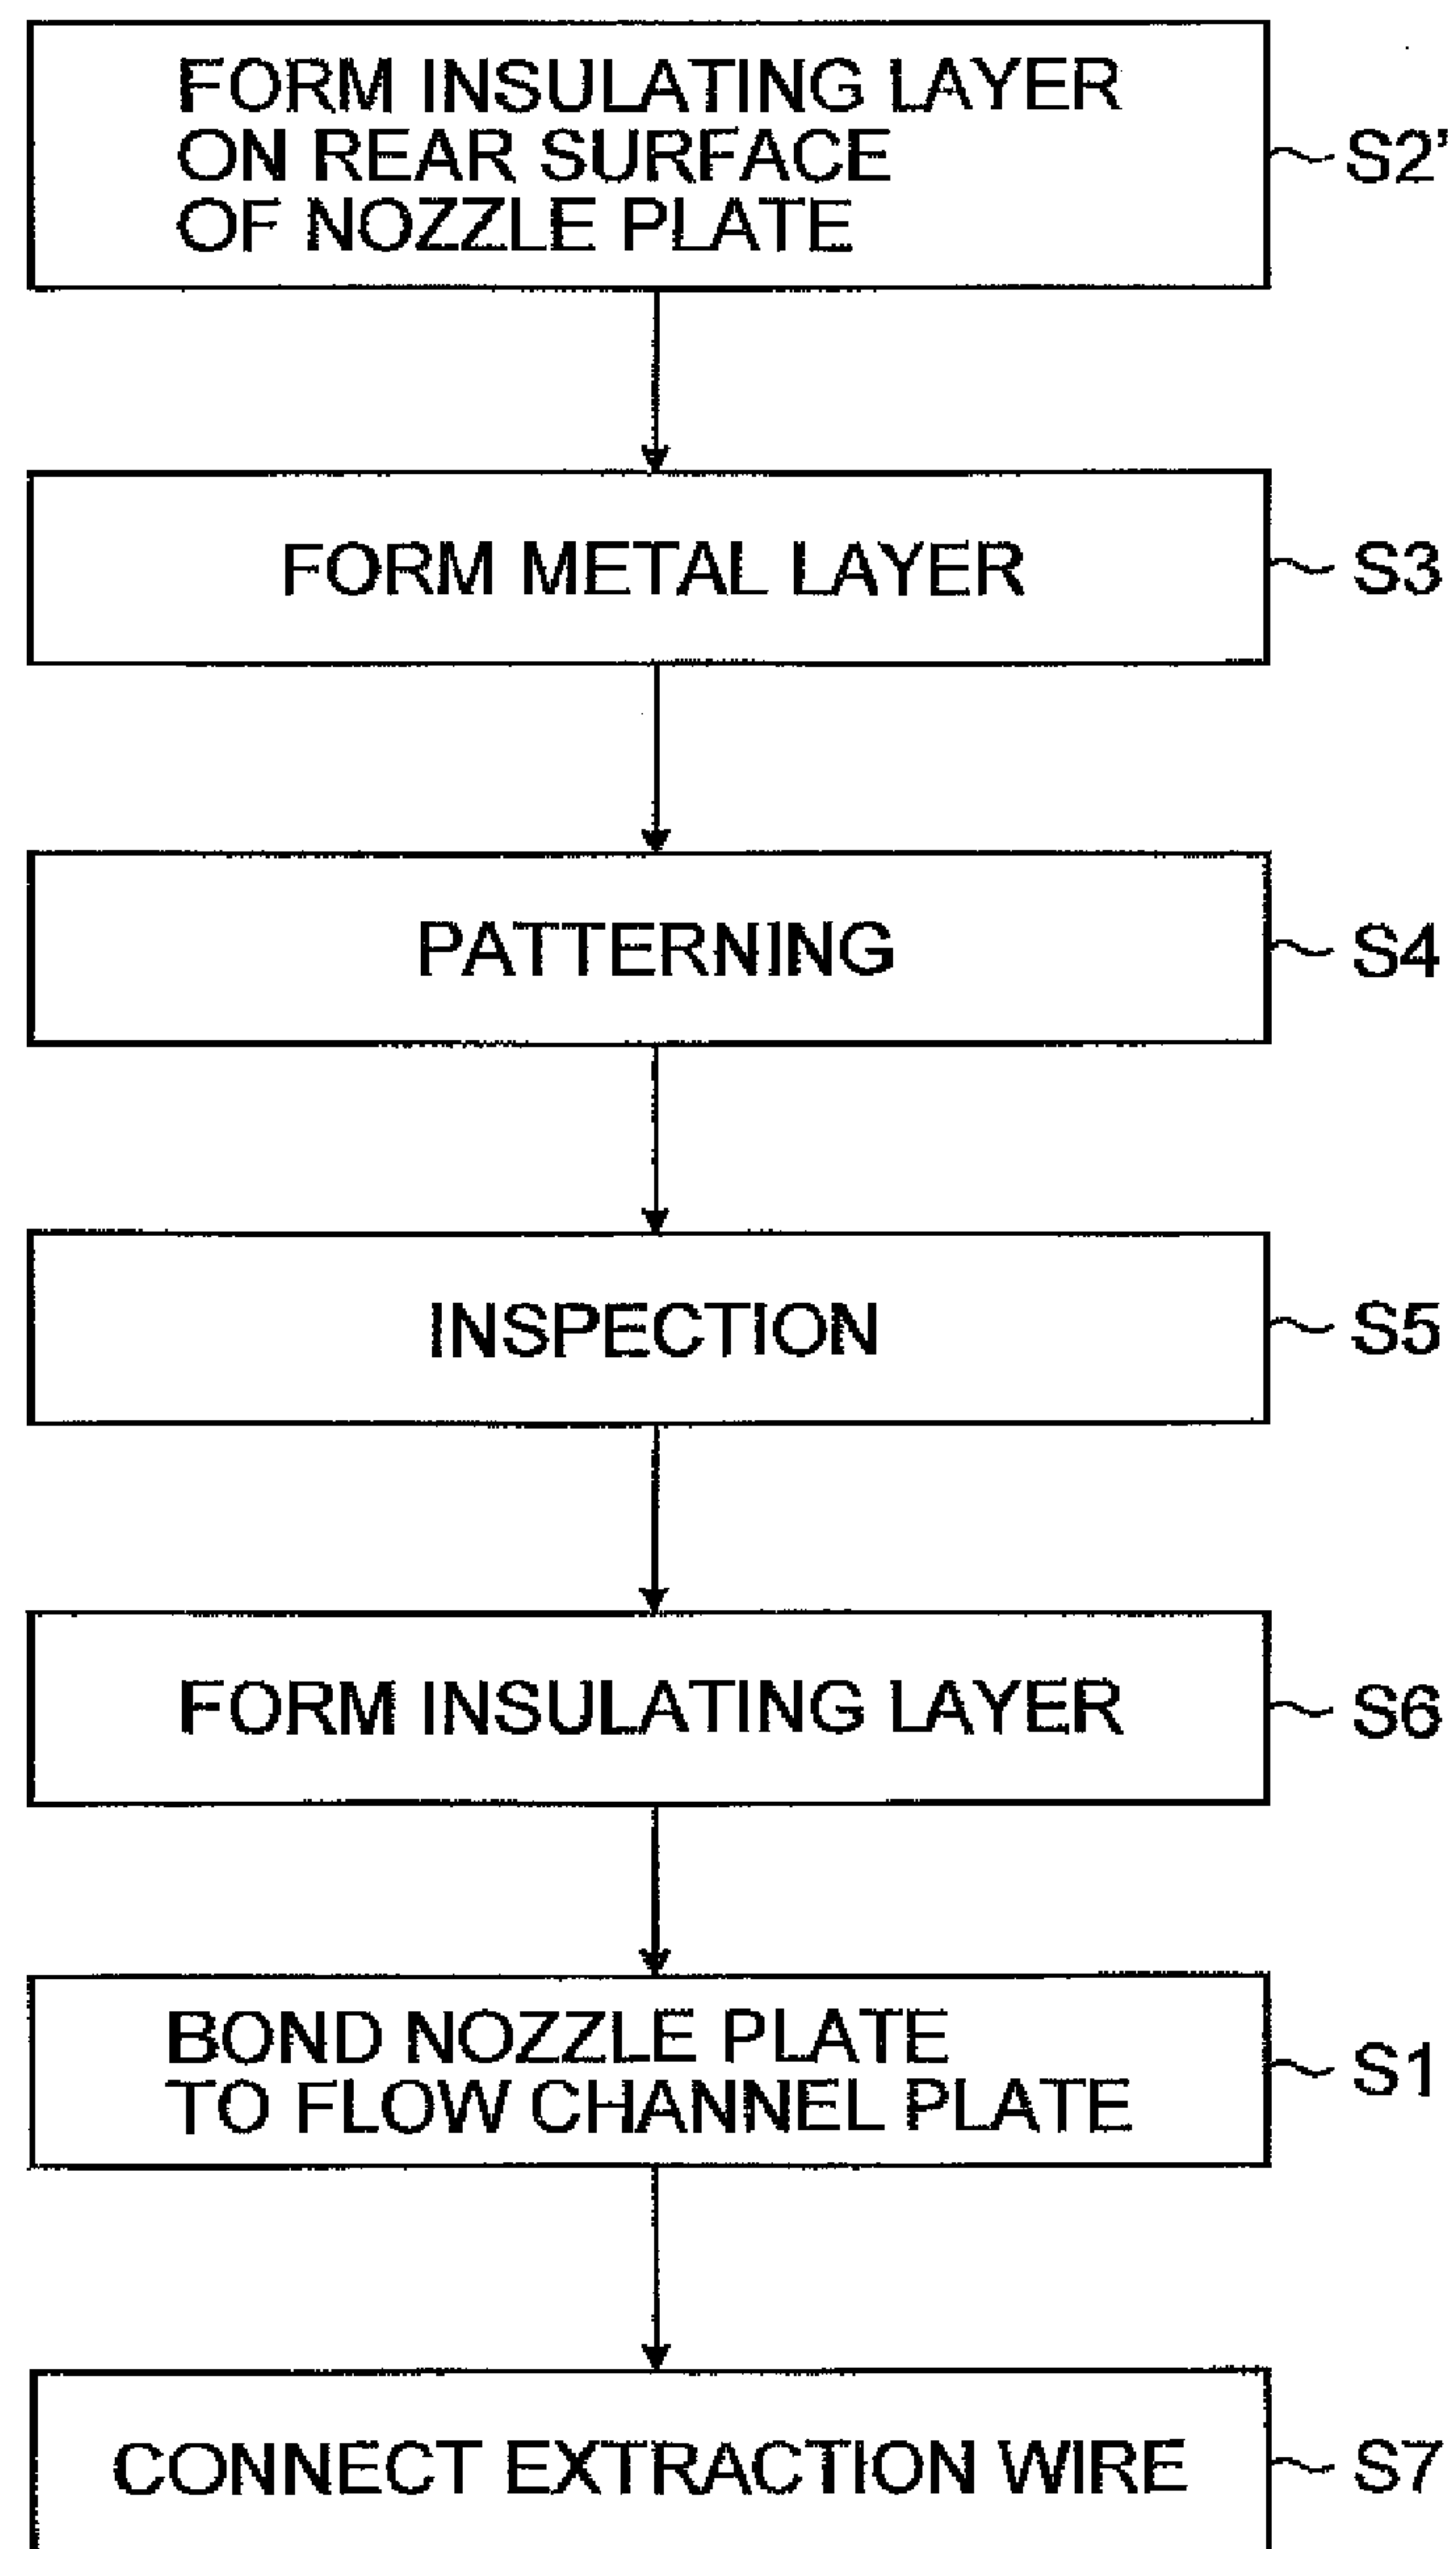 FORM INSULATING LAYER
ON REAR SURFACE
OF NOZZLE PLATE
S2'
FORM METAL LAYER
S3
PATTERNING
S4
INSPECTION
S5
FORM INSULATING LAYER
S6
BOND NOZZLE PLATE
TO FLOW CHANNEL PLATE
S1
CONNECT EXTRACTION WIRE
S7